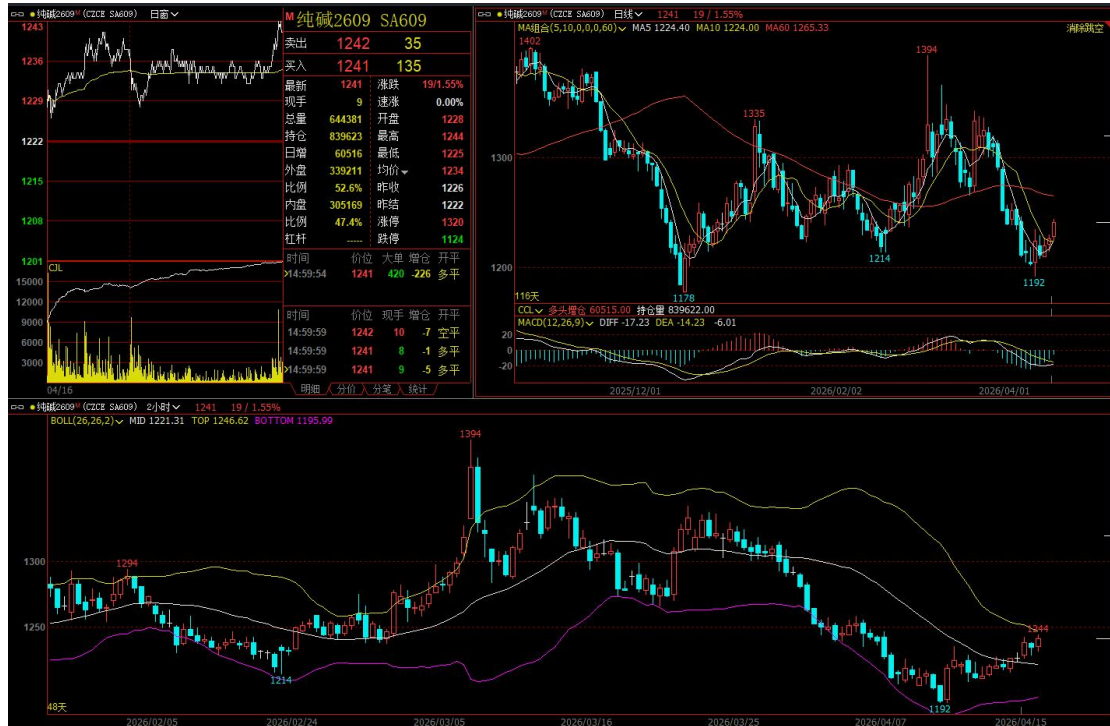 纯碱2609M (CZCE SA609) 日窗
1243
1236
1229
1222
1215
1208
1201
CJL
15000
12000
9000
6000
3000
04/16
M 纯碱2609 SA609
卖出 1242 35
买入 1241 135
最新 1241 涨跌 19/1.55%
现手 9 速涨 0.00%
总量 644381 开盘 1228
持仓 839623 最高 1244
日增 60516 最低 1225
外盘 339211 均价 1234
比例 52.6% 昨收 1226
内盘 305169 昨结 1222
比例 47.4% 涨停 1320
杠杆 ----- 跌停 1124
时间 价位 大单 增仓 开平
14:59:54 1241 420 -226 多平
时间 价位 现手 增仓 开平
14:59:59 1242 10 -7 空平
14:59:59 1241 8 -1 多平
14:59:59 1241 9 -5 多平
明细 分价 分笔 统计
纯碱2609M (CZCE SA609) 日线 1241 19 / 1.55%
MA组合(5,10,0,0,0,60) MA5 1224.40 MA10 1224.00 MA60 1265.33 消除跳空
1402
1394
1335
1300
1214
1200
1192
1178
116天
CCL 多头增仓 60515.00 持仓量 839622.00
MACD(12,26,9) DIFF -17.23 DEA -14.23 -6.01
20
0
-20
2025/12/01 2026/02/02 2026/04/01
纯碱2609M (CZCE SA609) 2小时 1241 19 / 1.55%
BOLL(26,26,2) MID 1221.31 TOP 1246.62 BOTTOM 1195.99
1394
1300
1294
1250
1244
1214
1192
48天
2026/02/05 2026/02/24 2026/03/05 2026/03/16 2026/03/25 2026/04/07 2026/04/15